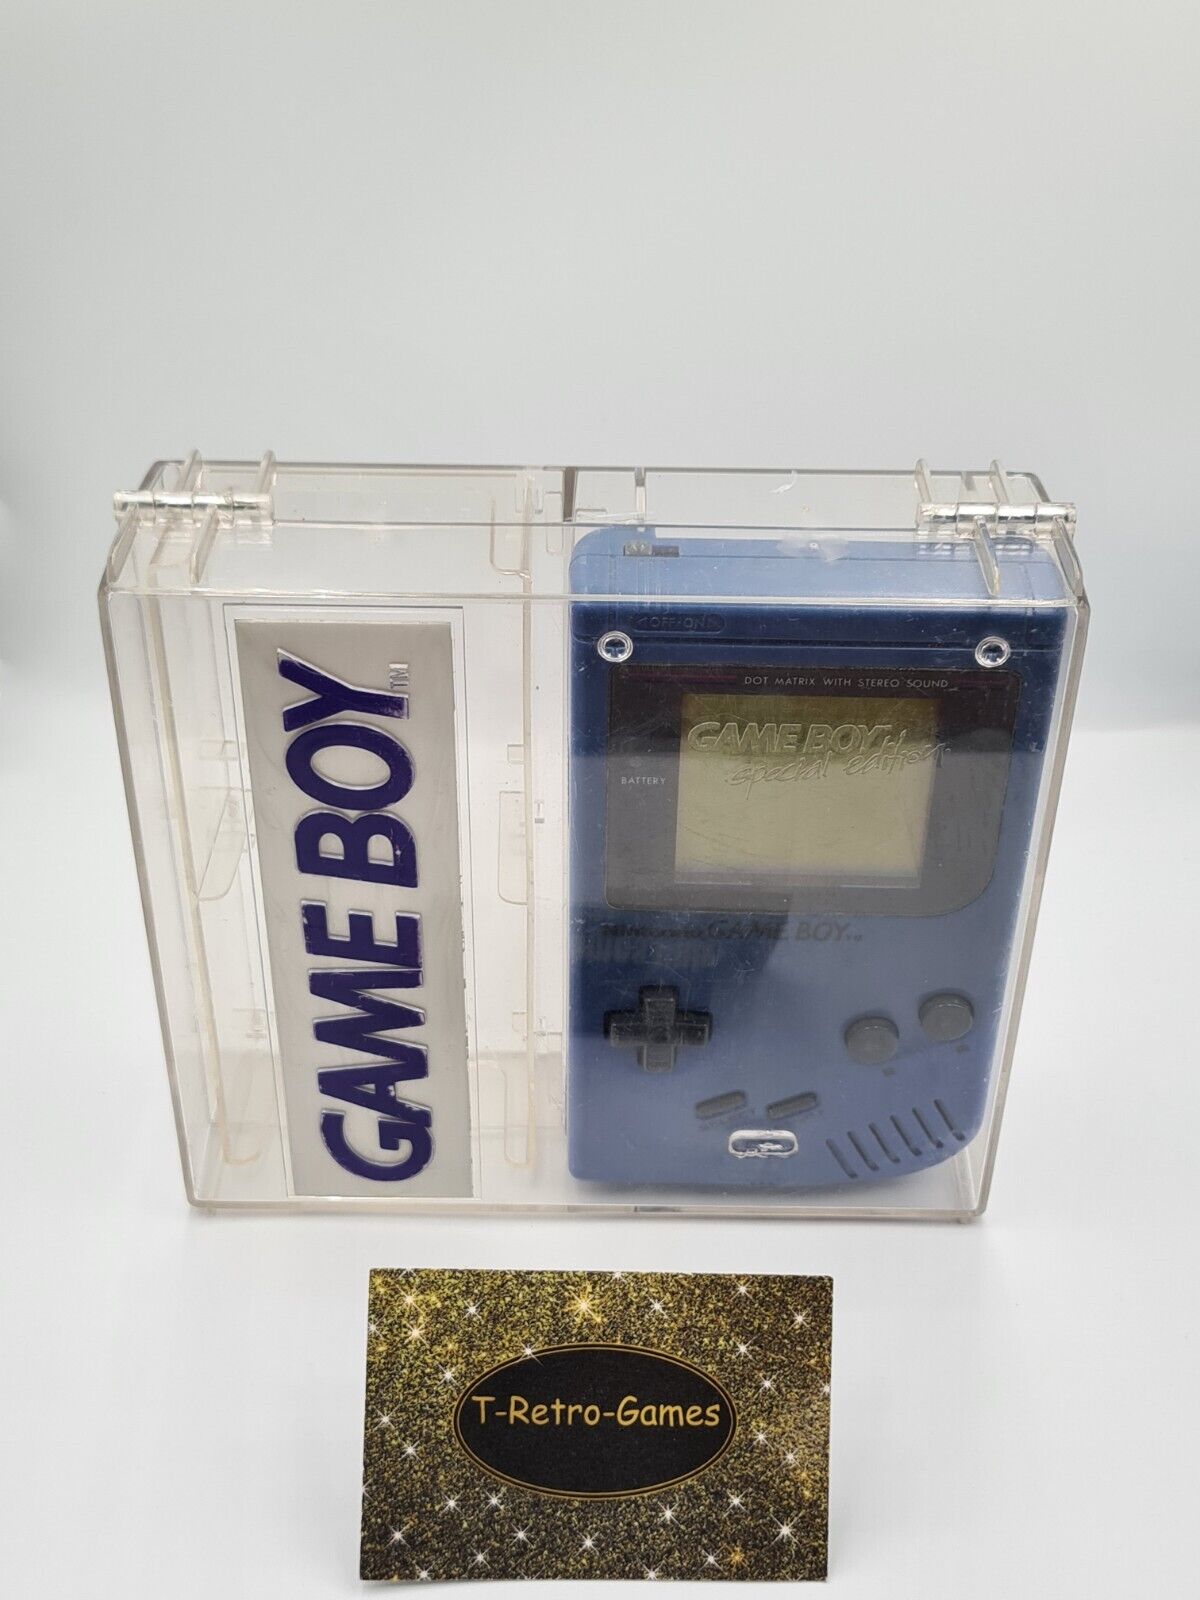 GAME BOY™
◁OFF·ON▷
DOT MATRIX WITH STEREO SOUND
GAME BOY
special edition
BATTERY
Nintendo GAME BOY™
T-Retro-Games